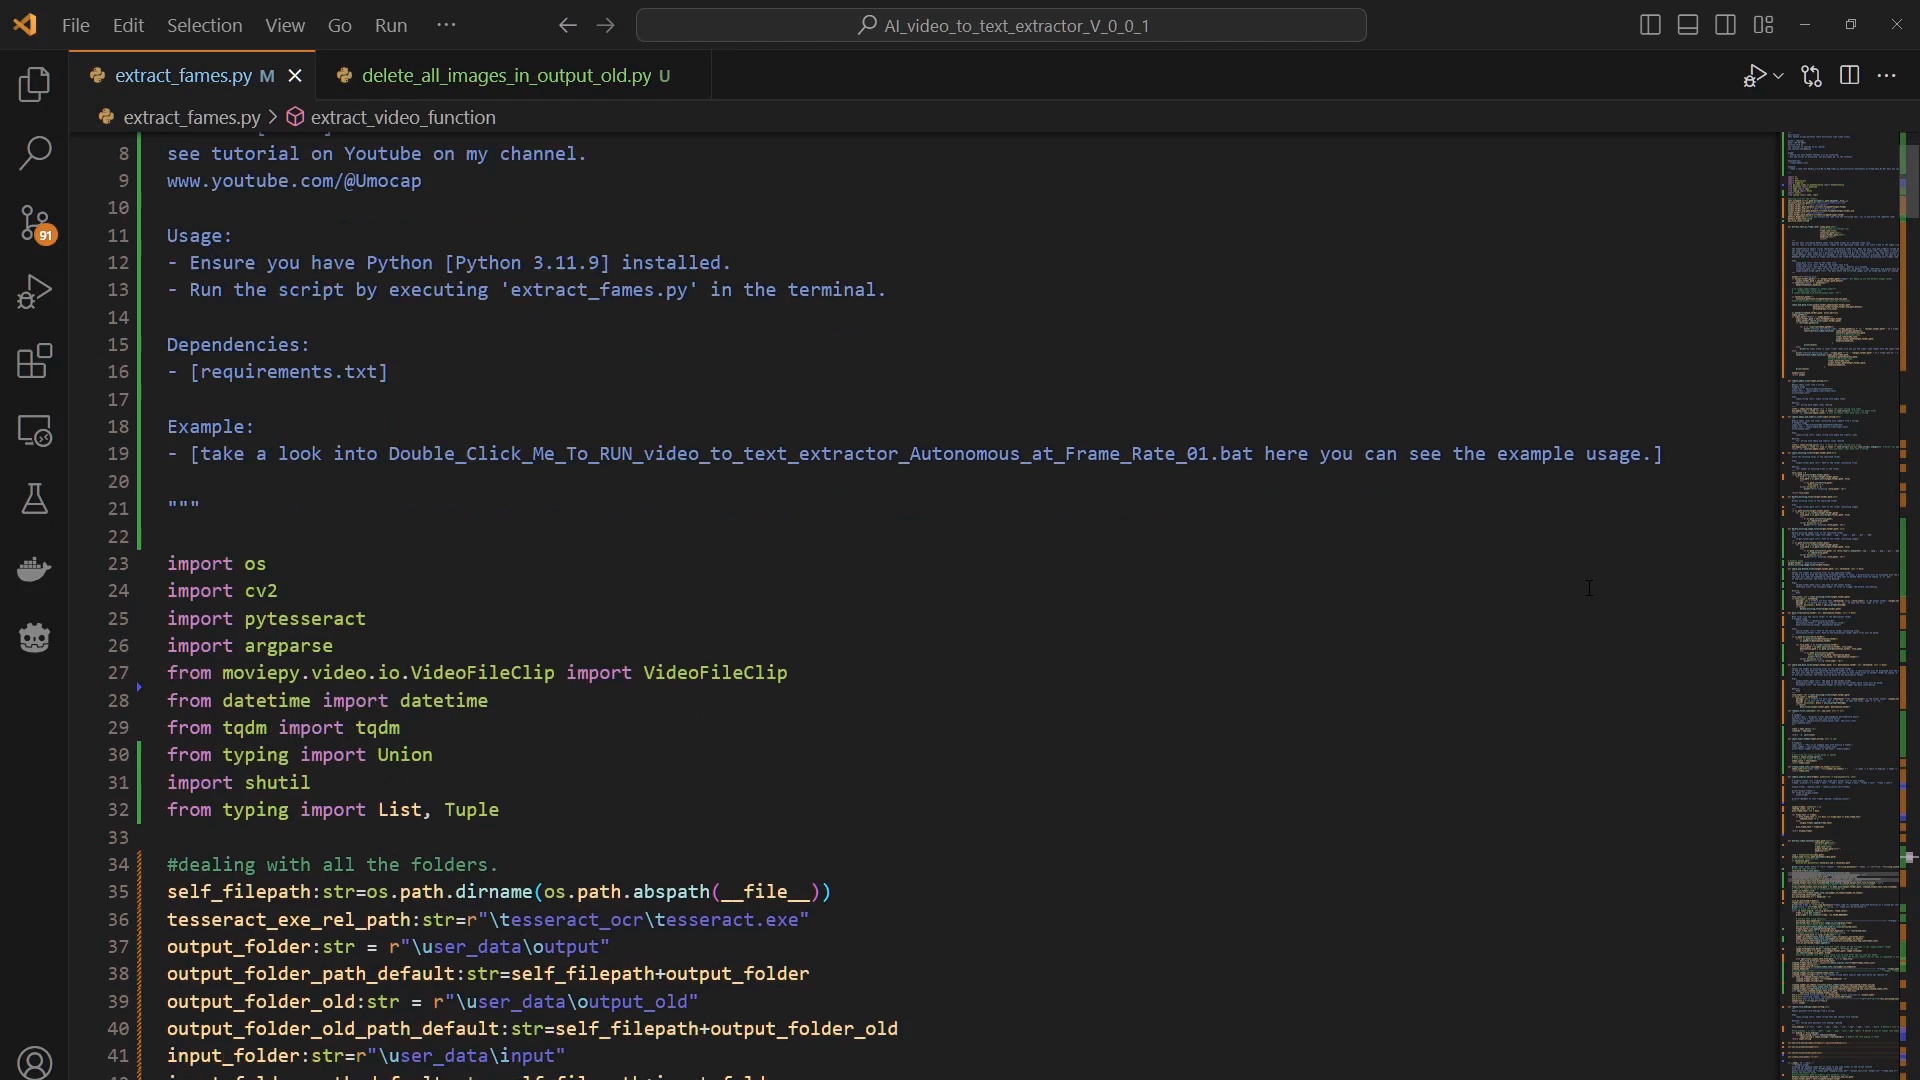 File Edit Selection View Go Run ···
AI_video_to_text_extractor_V_0_0_1
extract_fames.py M
delete_all_images_in_output_old.py U
extract_fames.py > extract_video_function
91
8 see tutorial on Youtube on my channel.
9 www.youtube.com/@Umocap
10
11 Usage:
12 - Ensure you have Python [Python 3.11.9] installed.
13 - Run the script by executing 'extract_fames.py' in the terminal.
14
15 Dependencies:
16 - [requirements.txt]
17
18 Example:
19 - [take a look into Double_Click_Me_To_RUN_video_to_text_extractor_Autonomous_at_Frame_Rate_01.bat here you can see the example usage.]
20
21 """
22
23 import os
24 import cv2
25 import pytesseract
26 import argparse
27 from moviepy.video.io.VideoFileClip import VideoFileClip
28 from datetime import datetime
29 from tqdm import tqdm
30 from typing import Union
31 import shutil
32 from typing import List, Tuple
33
34 #dealing with all the folders.
35 self_filepath:str=os.path.dirname(os.path.abspath(__file__))
36 tesseract_exe_rel_path:str=r"\tesseract_ocr\tesseract.exe"
37 output_folder:str = r"\user_data\output"
38 output_folder_path_default:str=self_filepath+output_folder
39 output_folder_old:str = r"\user_data\output_old"
40 output_folder_old_path_default:str=self_filepath+output_folder_old
41 input_folder:str=r"\user_data\input"